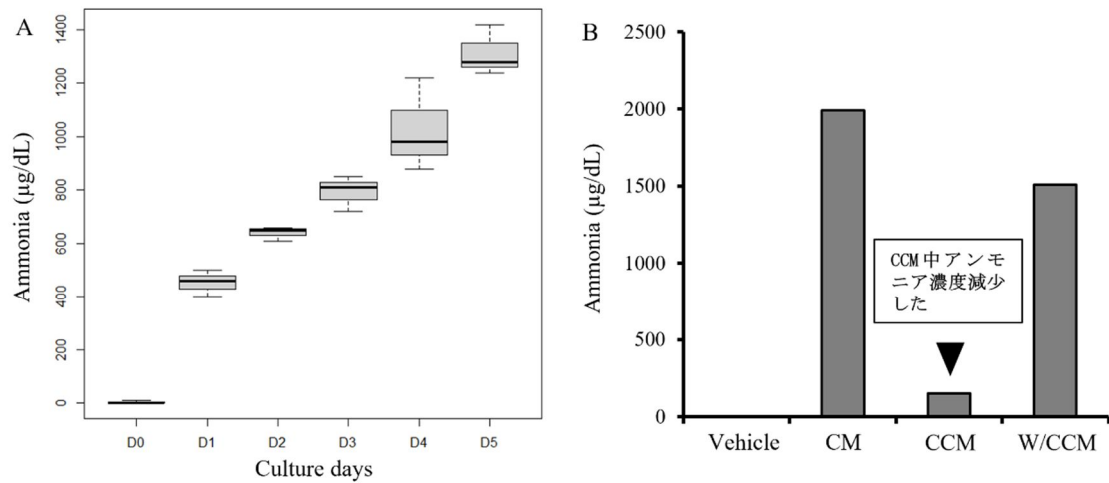 A
Ammonia (µg/dL)
1400
1200
1000
800
600
400
200
0
D0 D1 D2 D3 D4 D5
Culture days
B
Ammonia (µg/dL)
2500
2000
1500
1000
500
0
CCM中アンモ
ニア濃度減少
した
Vehicle CM CCM W/CCM